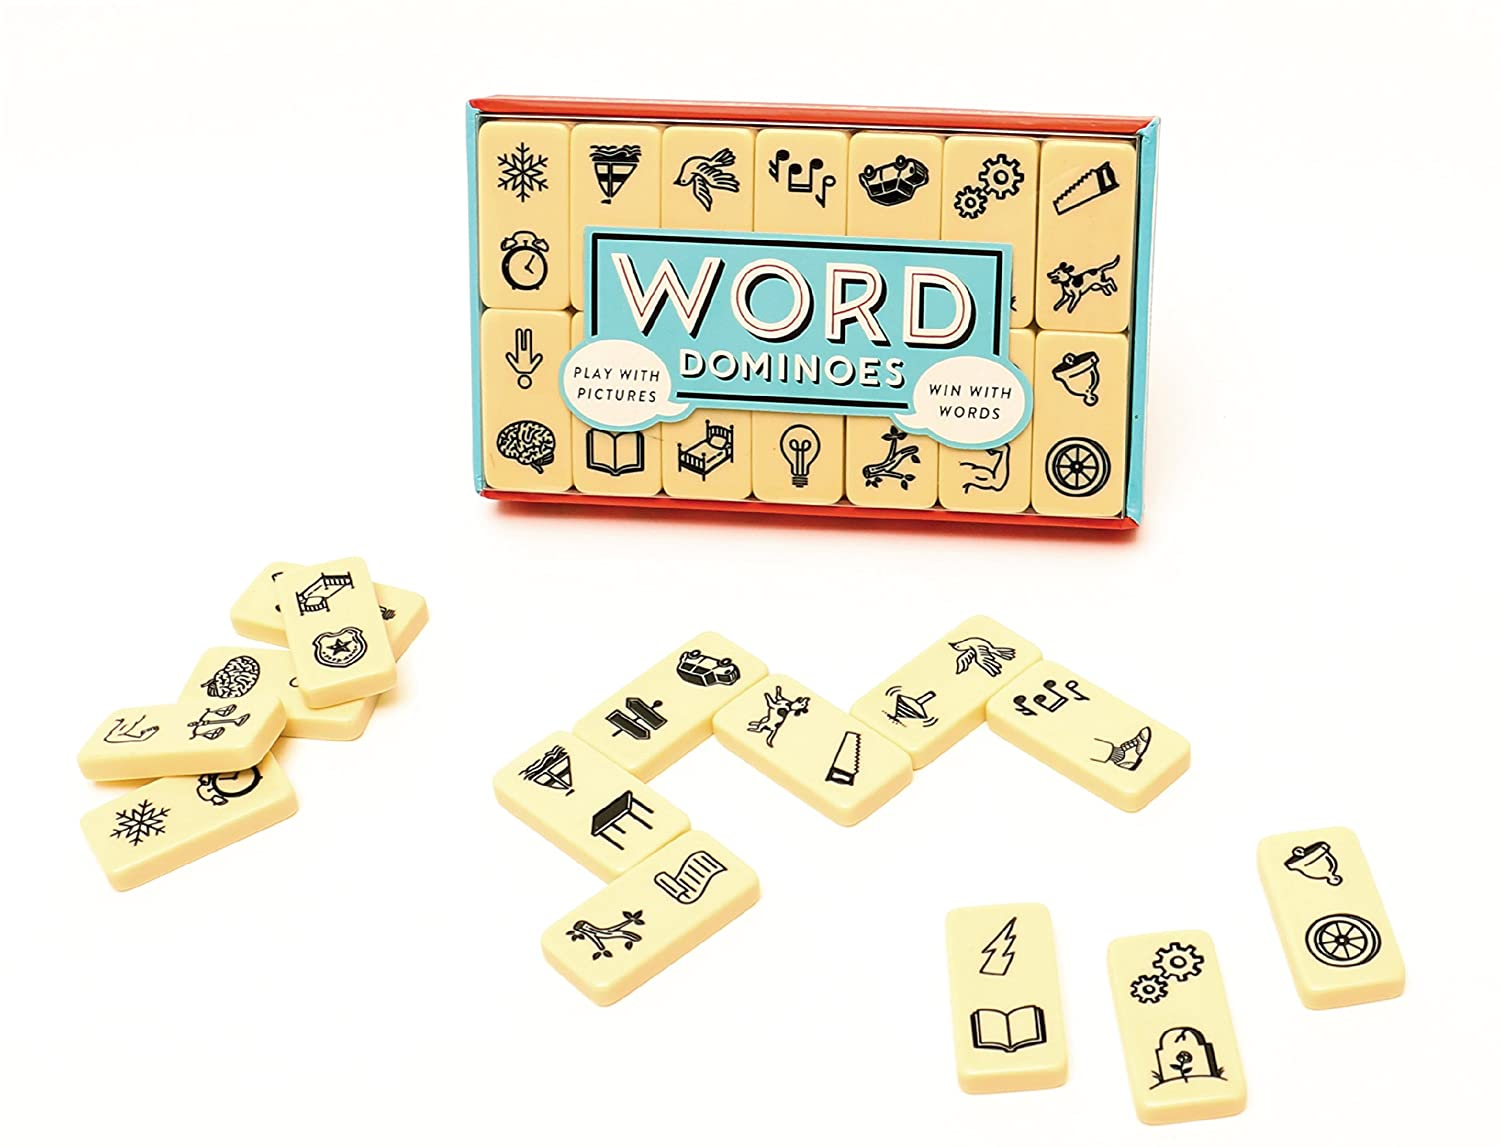 WORD
DOMINOES
PLAY WITH
PICTURES
WIN WITH
WORDS